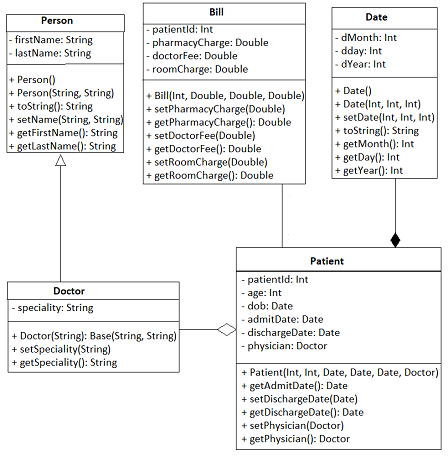 Person
- firstName: String
- lastName: String
+ Person()
+ Person(String, String)
+ toString(): String
+ setName(String, String)
+ getFirstName(): String
+ getLastName(): String
Bill
- patientId: Int
- pharmacyCharge: Double
- doctorFee: Double
- roomCharge: Double
+ Bill(Int, Double, Double, Double)
+ setPharmacyCharge(Double)
+ getPharmacyCharge(): Double
+ setDoctorFee(Double)
+ getDoctorFee(): Double
+ setRoomCharge(Double)
+ getRoomCharge(): Double
Date
- dMonth: Int
- dday: Int
- dYear: Int
+ Date()
+ Date(Int, Int, Int)
+ setDate(Int, Int, Int)
+ toString(): String
+ getMonth(): Int
+ getDay(): Int
+ getYear(): Int
Doctor
- speciality: String
+ Doctor(String): Base(String, String)
+ setSpeciality(String)
+ getSpeciality(): String
Patient
- patientId: Int
- age: Int
- dob: Date
- admitDate: Date
- dischargeDate: Date
- physician: Doctor
+ Patient(Int, Int, Date, Date, Date, Doctor)
+ getAdmitDate(): Date
+ setDischargeDate(Date)
+ getDischargeDate(): Date
+ setPhysician(Doctor)
+ getPhysician(): Doctor